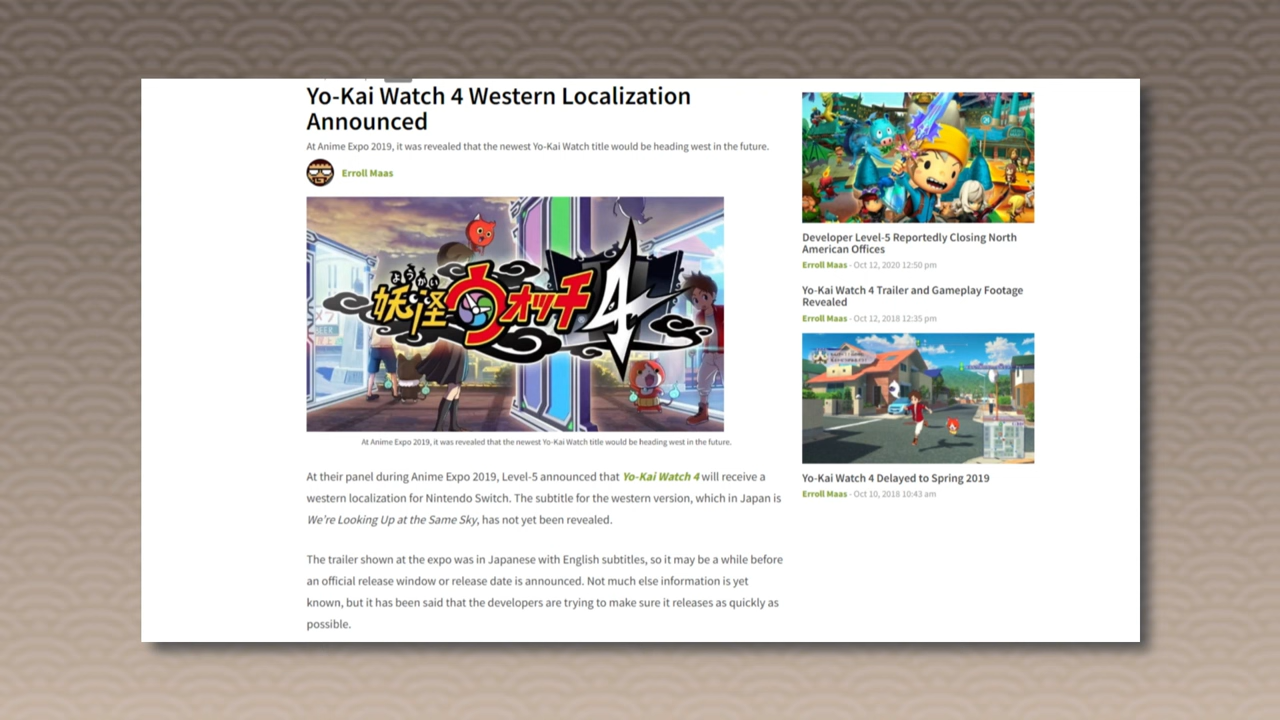 Yo-Kai Watch 4 Western Localization
Announced
At Anime Expo 2019, it was revealed that the newest Yo-Kai Watch title would be heading west in the future.
Erroll Maas
ようかい
妖怪ウォッチ4
At Anime Expo 2019, it was revealed that the newest Yo-Kai Watch title would be heading west in the future.
At their panel during Anime Expo 2019, Level-5 announced that Yo-Kai Watch 4 will receive a
western localization for Nintendo Switch. The subtitle for the western version, which in Japan is
We're Looking Up at the Same Sky, has not yet been revealed.
The trailer shown at the expo was in Japanese with English subtitles, so it may be a while before
an official release window or release date is announced. Not much else information is yet
known, but it has been said that the developers are trying to make sure it releases as quickly as
possible.
Developer Level-5 Reportedly Closing North
American Offices
Erroll Maas - Oct 12, 2020 12:50 pm
Yo-Kai Watch 4 Trailer and Gameplay Footage
Revealed
Erroll Maas - Oct 12, 2018 12:35 pm
Yo-Kai Watch 4 Delayed to Spring 2019
Erroll Maas - Oct 10, 2018 10:43 am